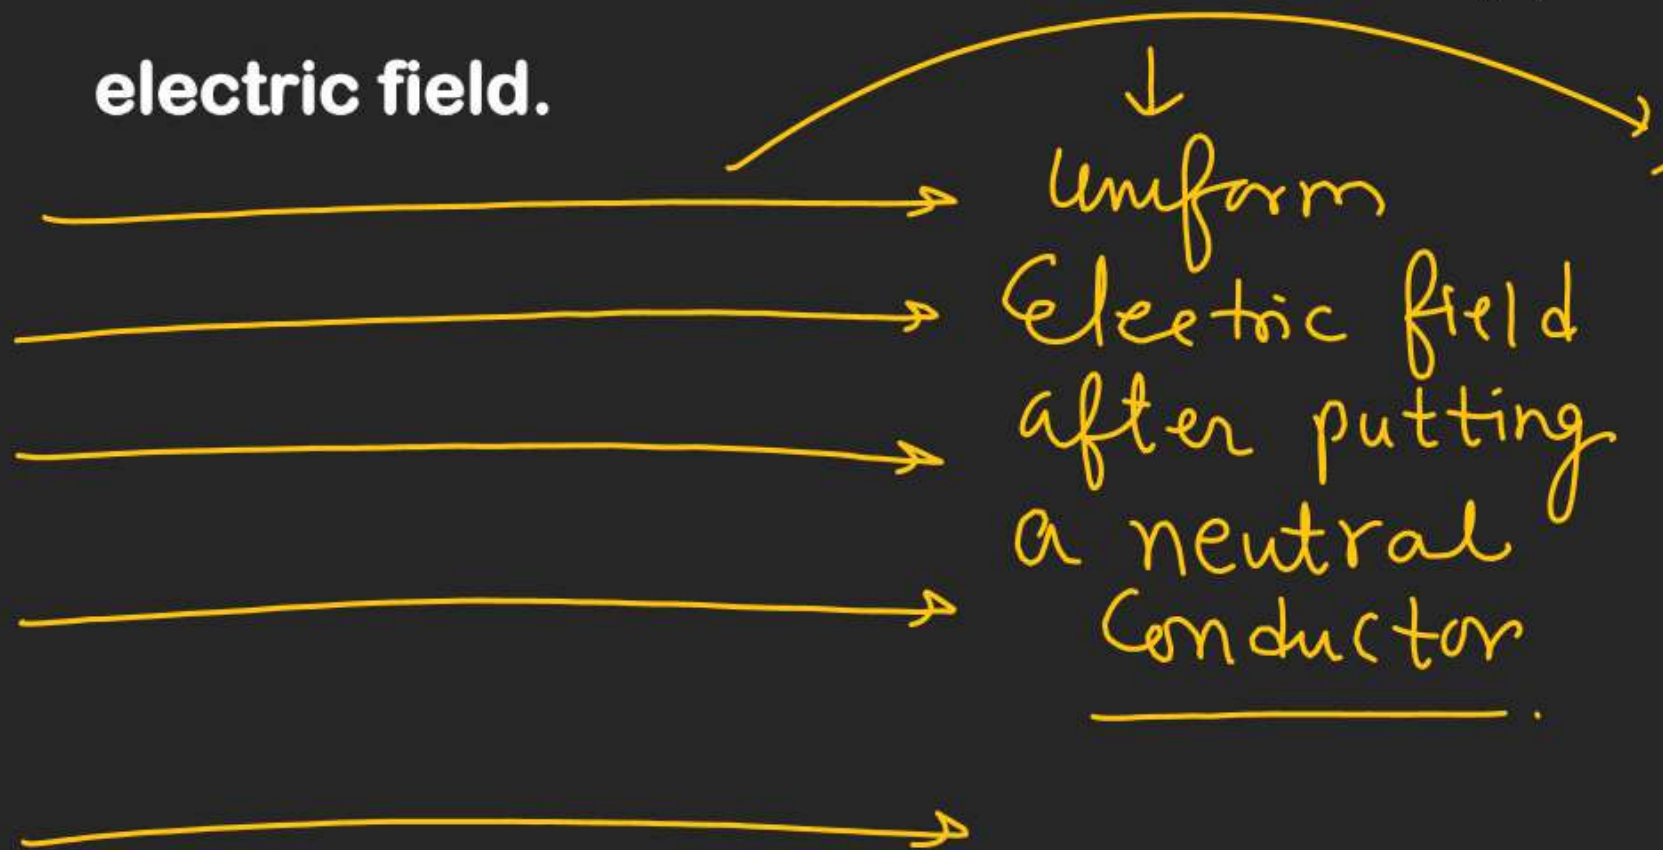 electric field.
Uniform
Electric field
after putting
a neutral
Conductor